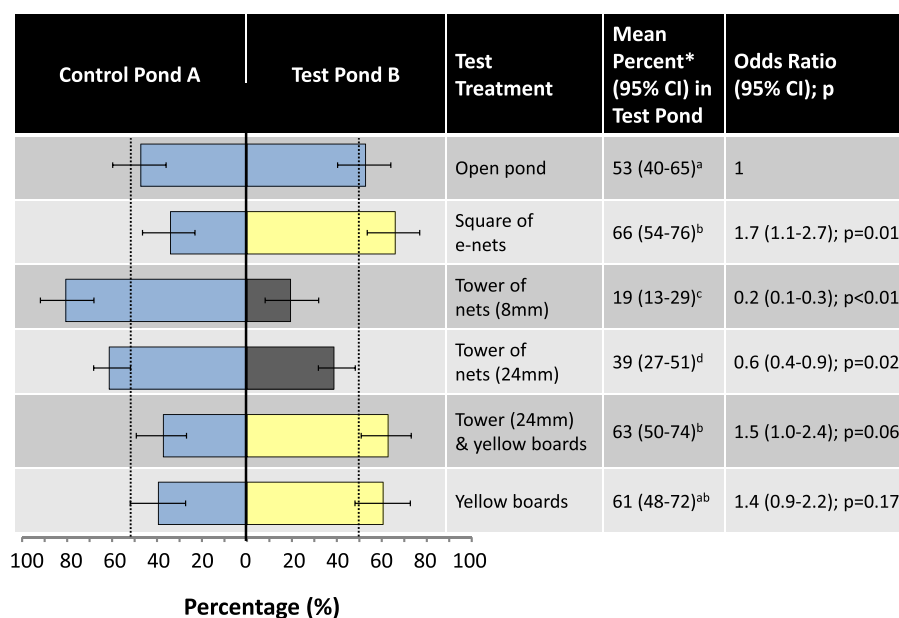 Control Pond A
Test Pond B
Test
Treatment
Mean
Percent*
(95% CI) in
Test Pond
Odds Ratio
(95% CI); p
Open pond
53 (40-65)ᵃ
1
Square of
e-nets
66 (54-76)ᵇ
1.7 (1.1-2.7); p=0.01
Tower of
nets (8mm)
19 (13-29)ᶜ
0.2 (0.1-0.3); p<0.01
Tower of
nets (24mm)
39 (27-51)ᵈ
0.6 (0.4-0.9); p=0.02
Tower (24mm)
& yellow boards
63 (50-74)ᵇ
1.5 (1.0-2.4); p=0.06
Yellow boards
61 (48-72)ᵃᵇ
1.4 (0.9-2.2); p=0.17
100 80 60 40 20 0 20 40 60 80 100
Percentage (%)